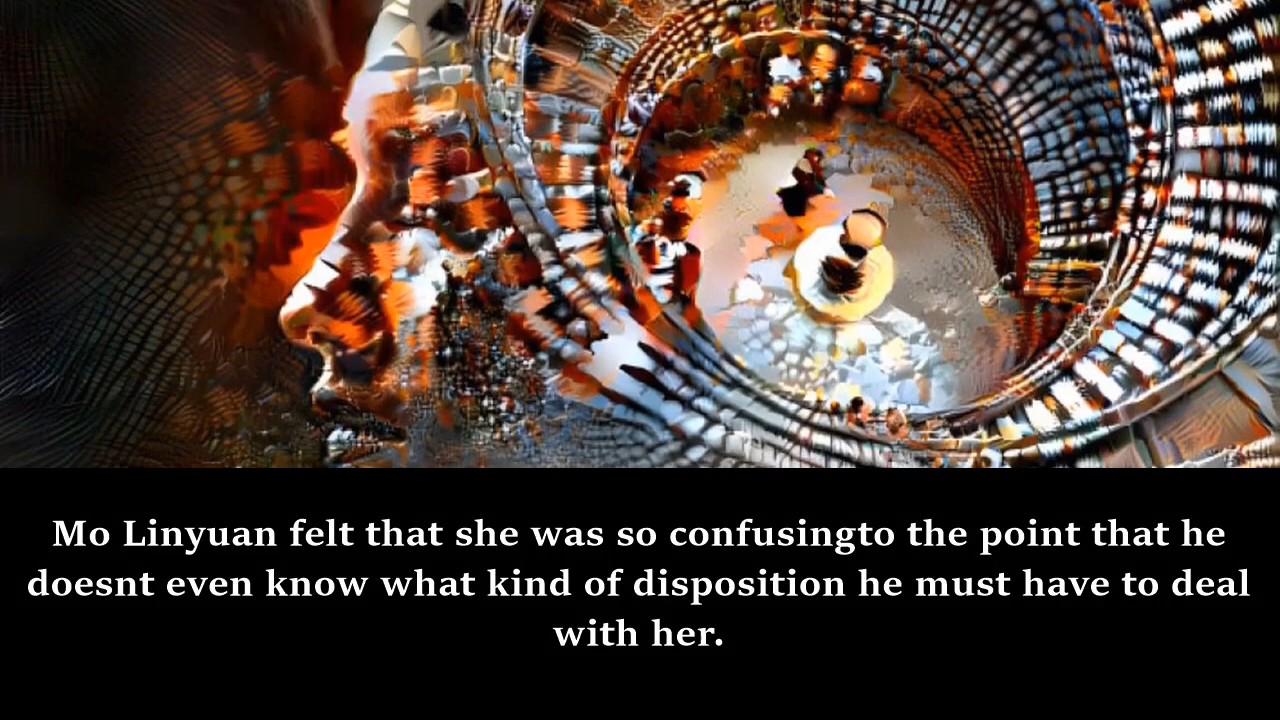 Mo Linyuan felt that she was so confusingto the point that he
doesnt even know what kind of disposition he must have to deal
with her.